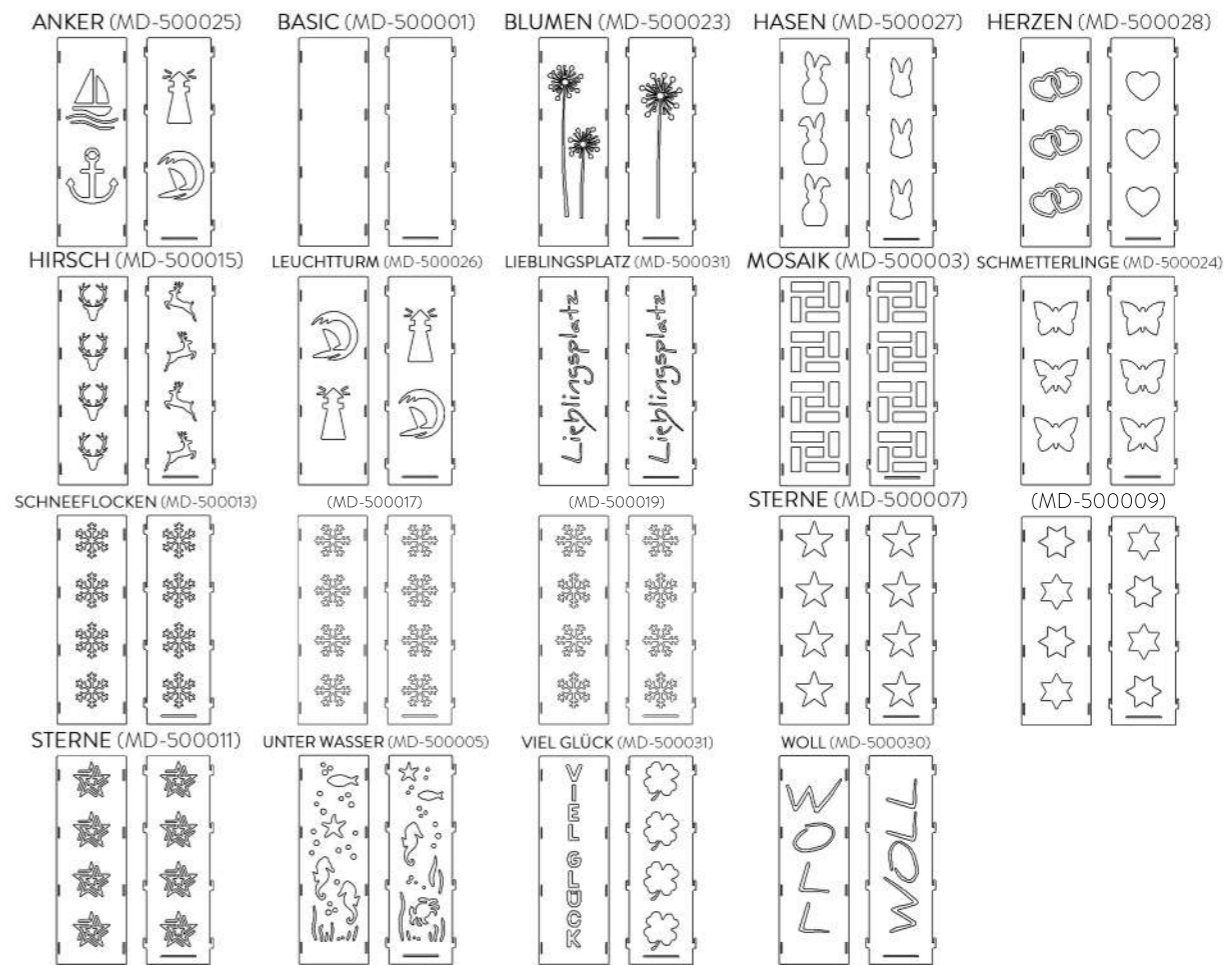 ANKER (MD-500025)
BASIC (MD-500001)
BLUMEN (MD-500023)
HASEN (MD-500027)
HERZEN (MD-500028)
HIRSCH (MD-500015)
LEUCHTTURM (MD-500026)
LIEBLINGSPLATZ (MD-500031)
MOSAIK (MD-500003)
SCHMETTERLINGE (MD-500024)
Lieblingsplatz
Lieblingsplatz
SCHNEEFLOCKEN (MD-500013)
(MD-500017)
(MD-500019)
STERNE (MD-500007)
(MD-500009)
STERNE (MD-500011)
UNTER WASSER (MD-500005)
VIEL GLÜCK (MD-500031)
WOLL (MD-500030)
VIEL GLÜCK
WOLL
WOLL